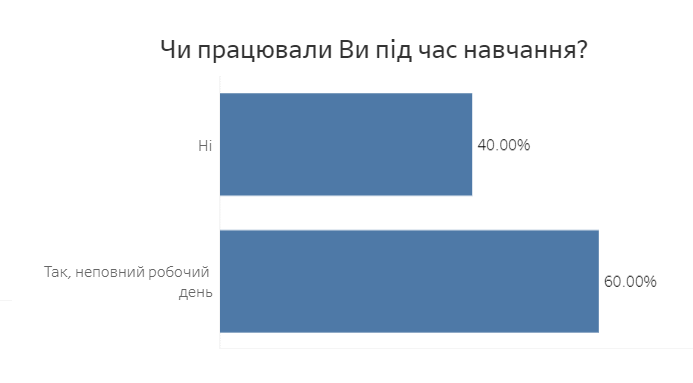 Чи працювали Ви під час навчання?
Ні
40.00%
Так, неповний робочий
день
60.00%